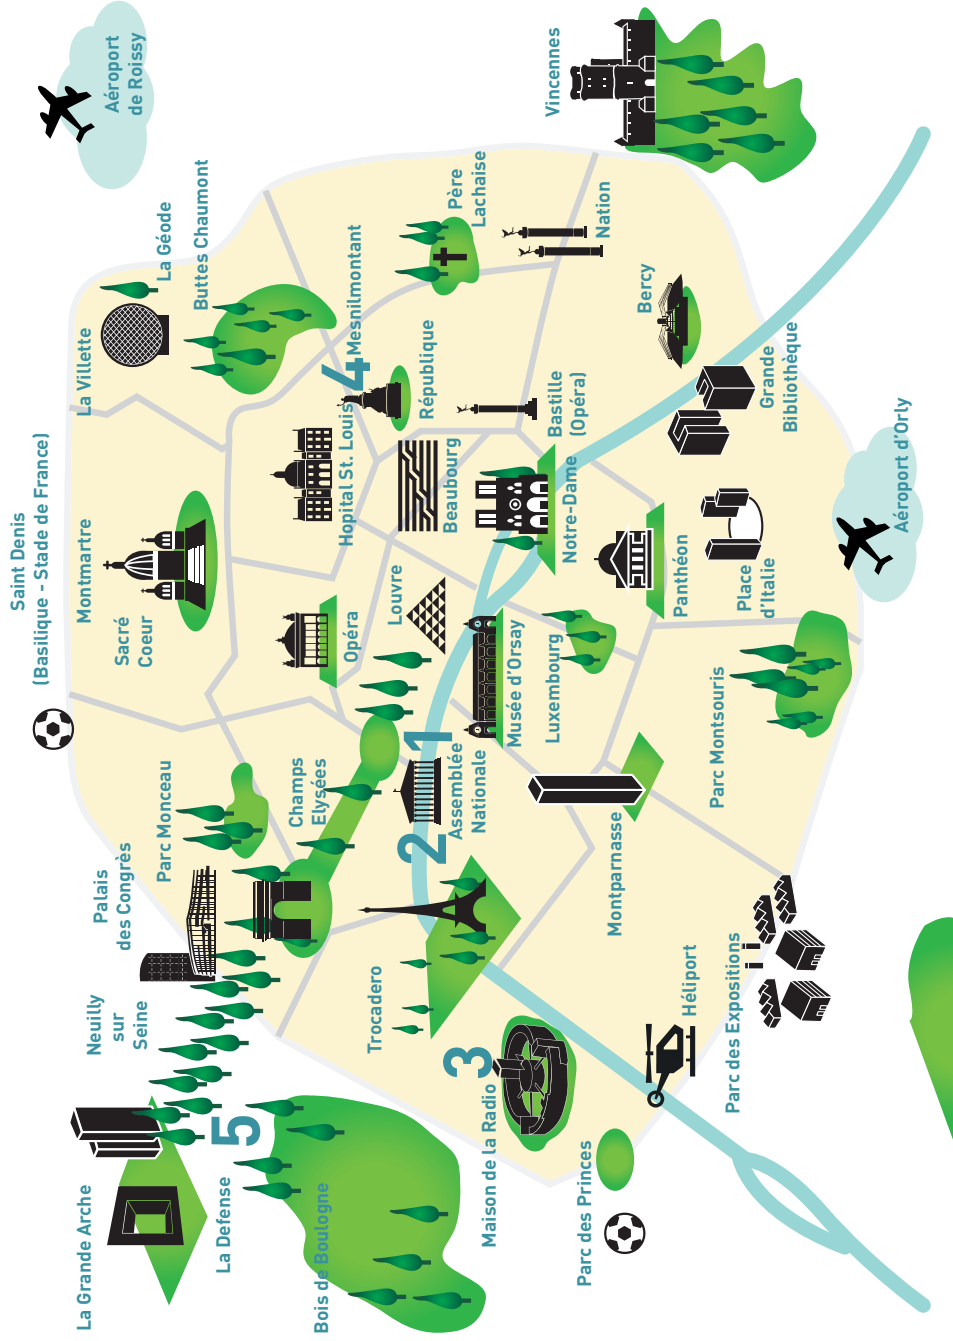 Saint Denis
(Basilique - Stade de France)
Aéroport
de Roissy
La Villette
La Géode
Buttes Chaumont
Montmartre
Sacré
Coeur
Palais
des Congrès
Parc Monceau
Neuilly
sur
Seine
La Grande Arche
5
La Defense
Bois de Boulogne
Champs
Elysées
Opéra
Hopital St. Louis
4
Mesnilmontant
République
Père
Lachaise
Nation
Vincennes
Louvre
Beaubourg
Bastille
(Opéra)
Bercy
Trocadero
2
1
Assemblée
Nationale
Musée d'Orsay
Notre-Dame
3
Maison de la Radio
Luxembourg
Panthéon
Grande
Bibliothèque
Place
d'Italie
Montparnasse
Parc des Princes
Héliport
Parc des Expositions
Parc Montsouris
Aéroport d'Orly